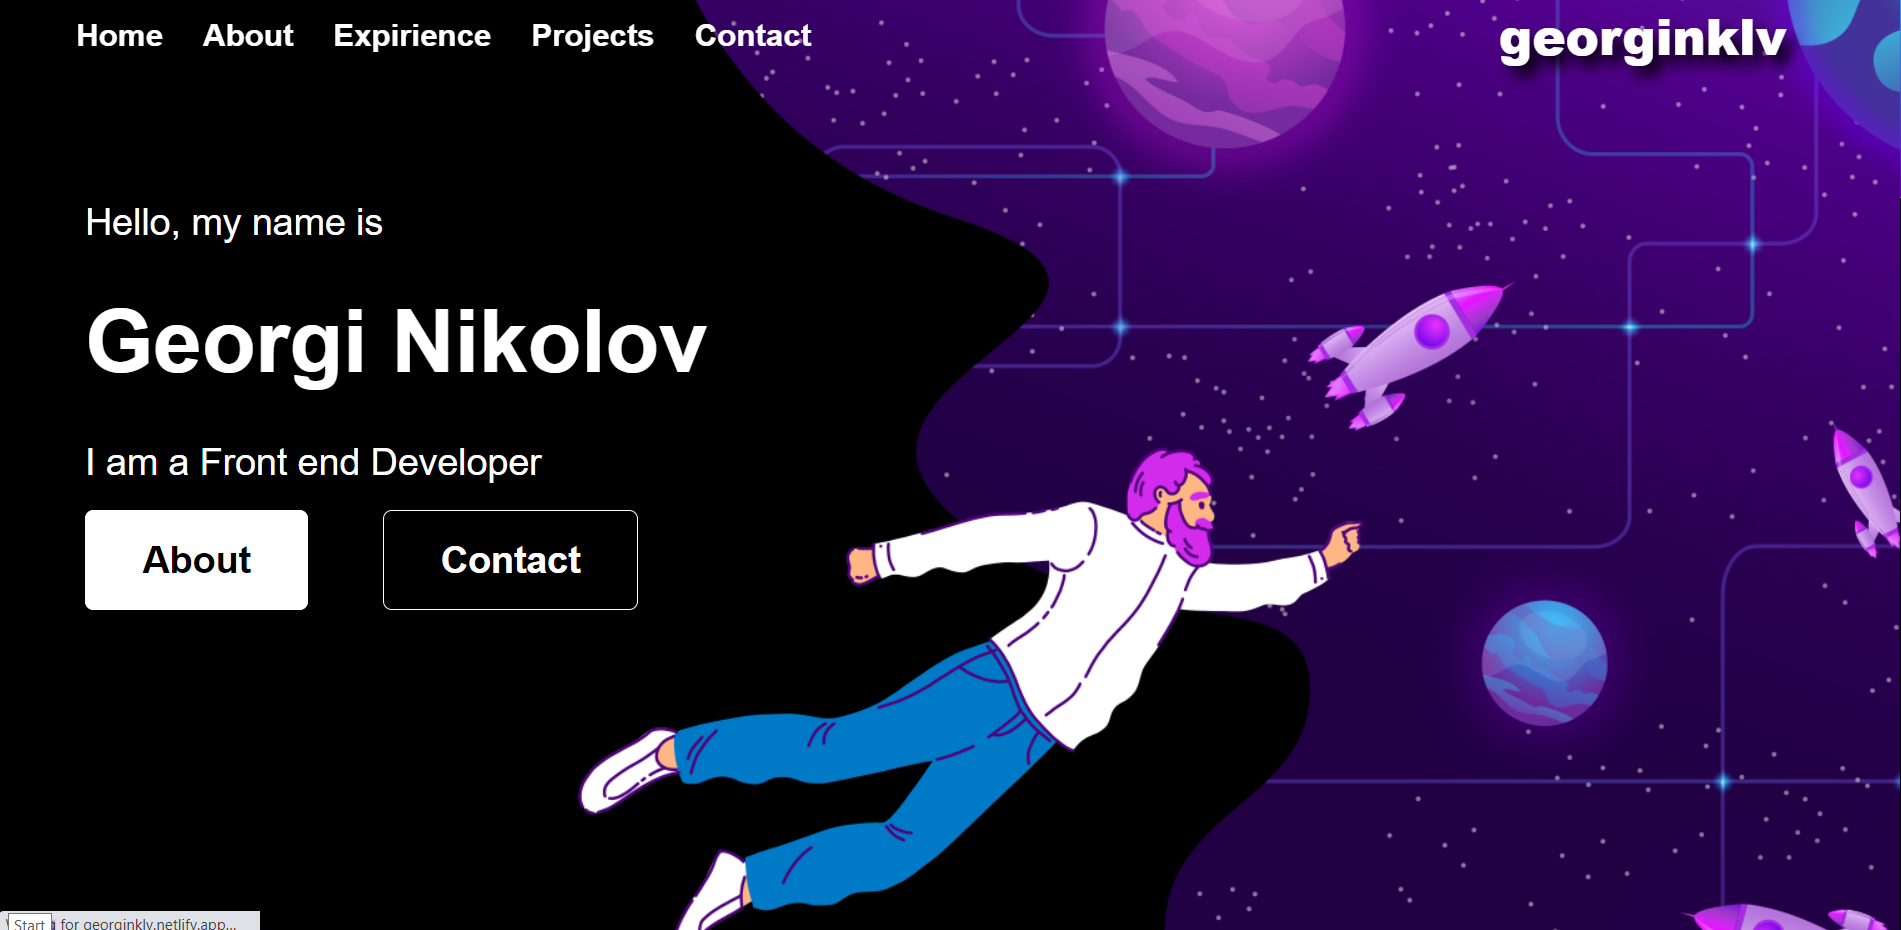 Home About Expirience Projects Contact
georginklv
Hello, my name is
Georgi Nikolov
I am a Front end Developer
About Contact
Start for georginklv.netlify.app...